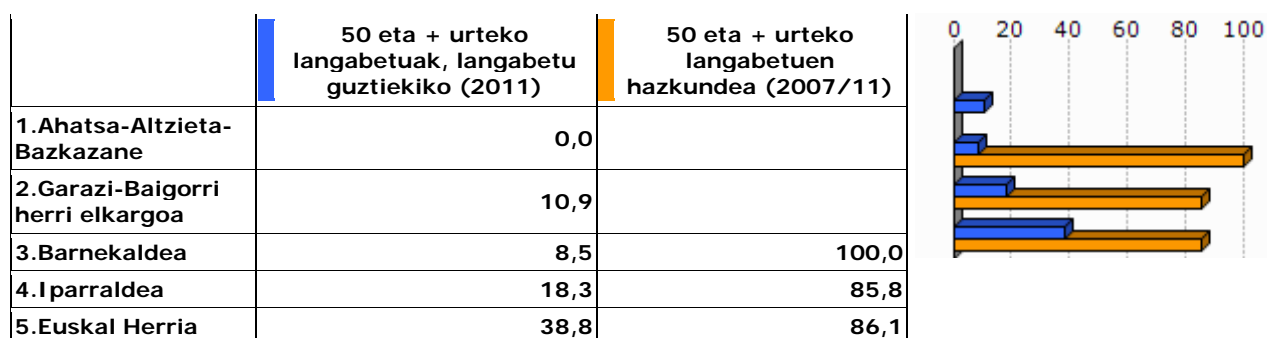 50 eta + urteko langabetuak, langabetu guztiekiko (2011)
50 eta + urteko langabetuen hazkundea (2007/11)
0 20 40 60 80 100
1.Ahatsa-Altzieta-
Bazkazane 0,0
2.Garazi-Baigorri
herri elkargoa 10,9
3.Barnekaldea 8,5 100,0
4.Iparraldea 18,3 85,8
5.Euskal Herria 38,8 86,1